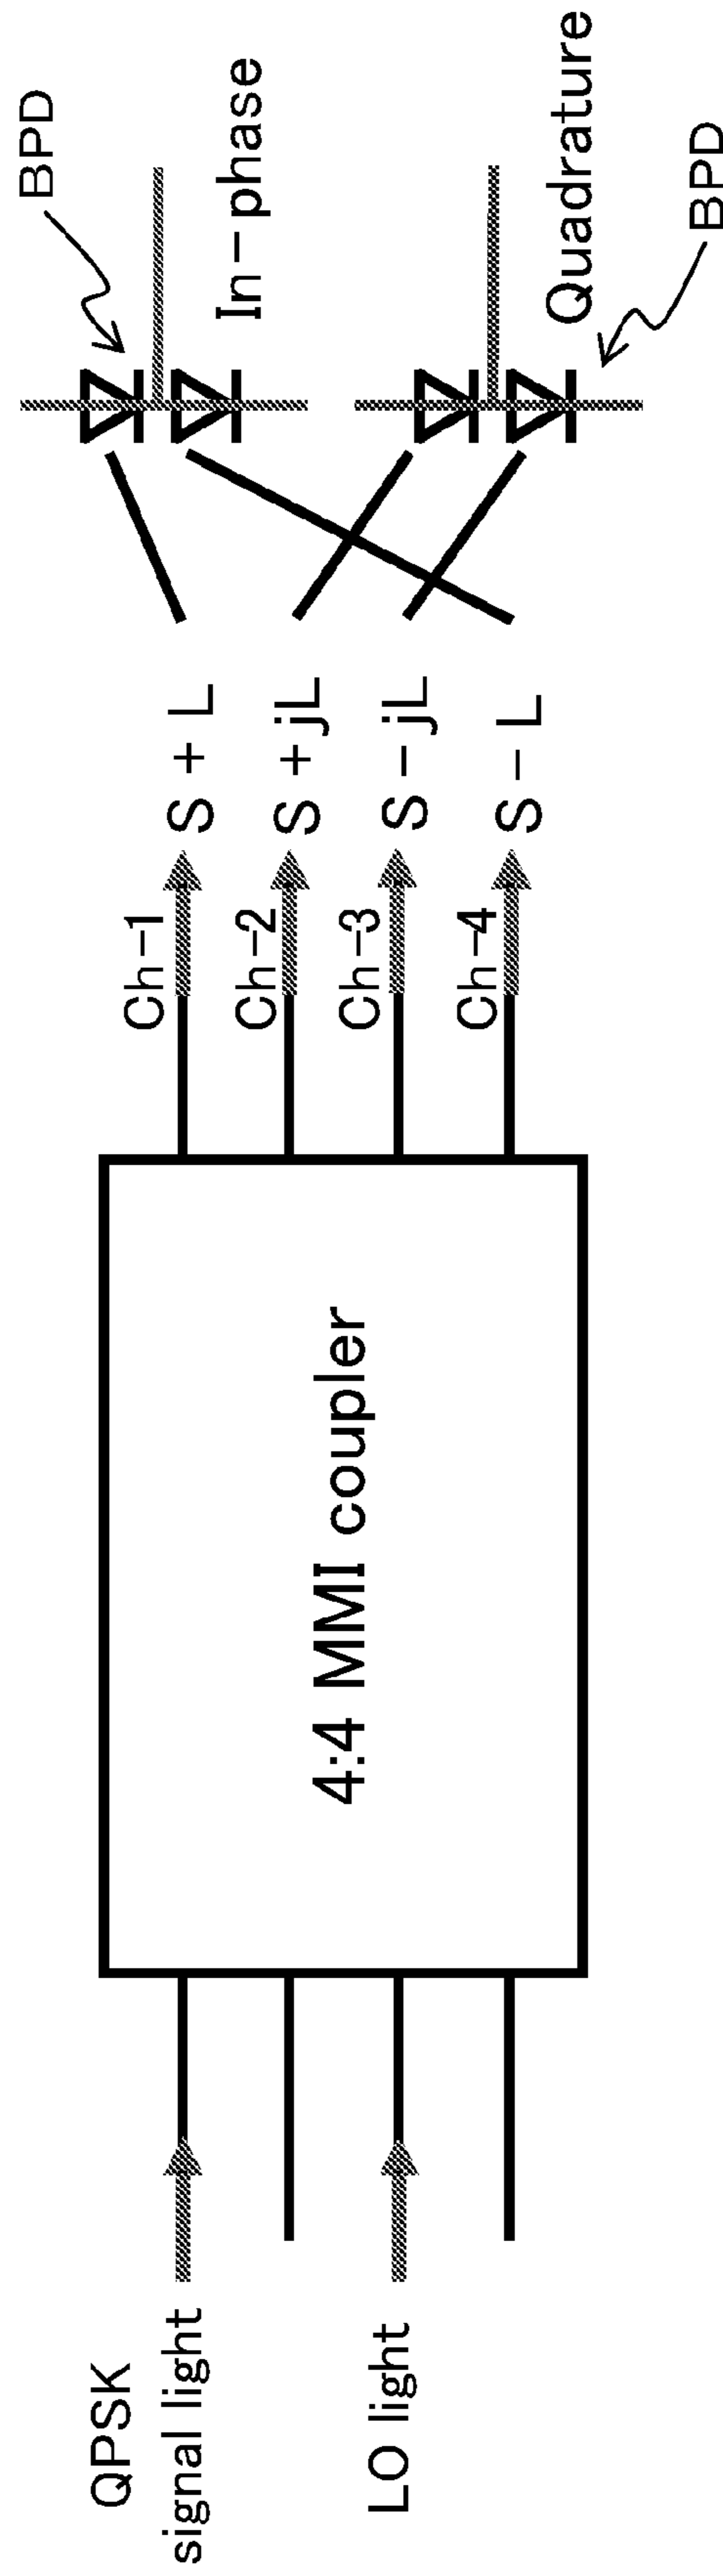 QPSK
signal light
LO light
4:4 MMI coupler
Ch-1
Ch-2
Ch-3
Ch-4
S + L
S + jL
S - jL
S - L
BPD
In-phase
Quadrature
BPD